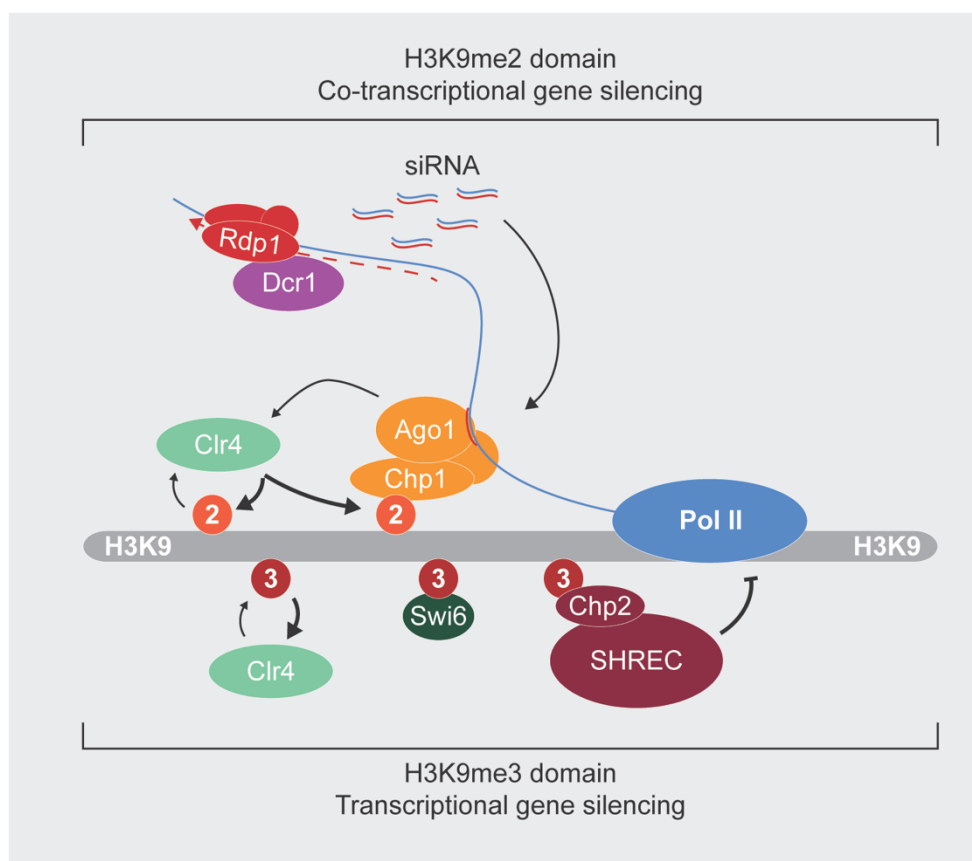 H3K9me2 domain
Co-transcriptional gene silencing
siRNA
Rdp1
Dcr1
Ago1
Clr4
Chp1
2
2
Pol II
H3K9
H3K9
3
3
3
Chp2
Swi6
Clr4
SHREC
H3K9me3 domain
Transcriptional gene silencing